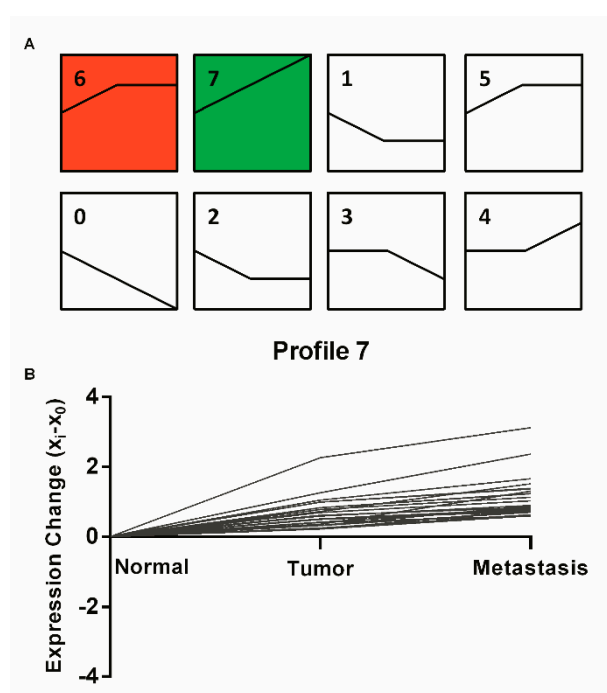 A
6 7 1 5
0 2 3 4
Profile 7
B
Expression Change (xi-x0)
4
2
0
-2
-4
Normal Tumor Metastasis